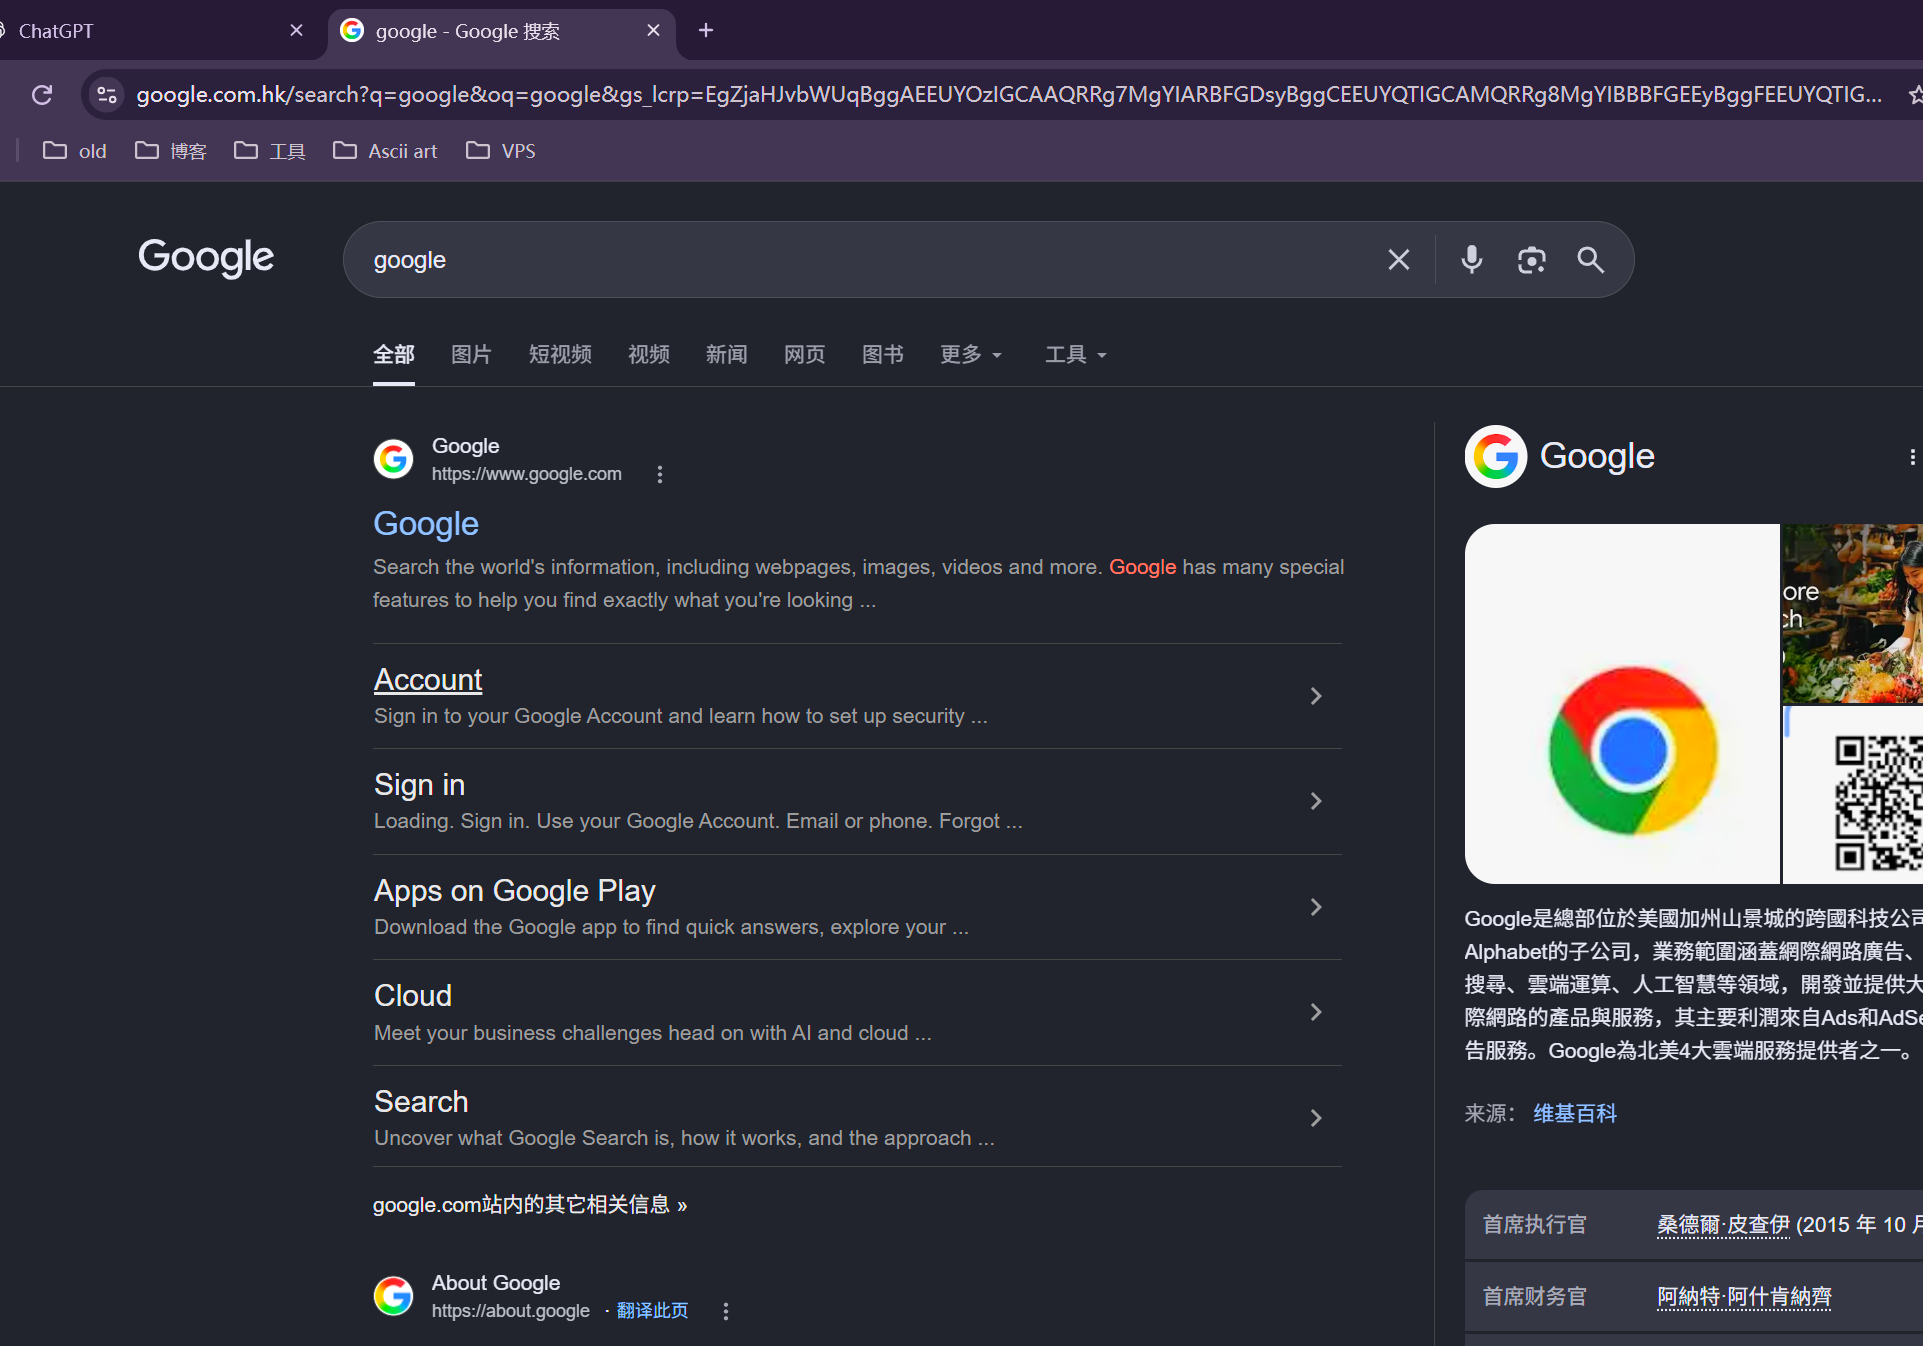 ChatGPT
google - Google 搜索
google.com.hk/search?q=google&oq=google&gs_lcrp=EgZjaHJvbWUqBggAEEUYOzIGCAAQRRg7MgYIARBFGDsyBggCEEUYQTIGCAMQRRg8MgYIBBBFGEEyBggFEEUYQTIG...
old 博客 工具 Ascii art VPS
Google
google
全部 图片 短视频 视频 新闻 网页 图书 更多 工具
Google
https://www.google.com
Google
Search the world's information, including webpages, images, videos and more. Google has many special
features to help you find exactly what you're looking ...
Account
Sign in to your Google Account and learn how to set up security ...
Sign in
Loading. Sign in. Use your Google Account. Email or phone. Forgot ...
Apps on Google Play
Download the Google app to find quick answers, explore your ...
Cloud
Meet your business challenges head on with AI and cloud ...
Search
Uncover what Google Search is, how it works, and the approach ...
google.com站内的其它相关信息 »
About Google
https://about.google · 翻译此页
Google
ore
ch
Google是總部位於美國加州山景城的跨國科技公司
Alphabet的子公司，業務範圍涵蓋網際網路廣告、
搜尋、雲端運算、人工智慧等領域，開發並提供大
際網路的產品與服務，其主要利潤來自Ads和AdSe
告服務。Google為北美4大雲端服務提供者之一。
来源： 维基百科
首席执行官 桑德爾·皮查伊 (2015 年 10 月
首席财务官 阿納特·阿什肯納齊